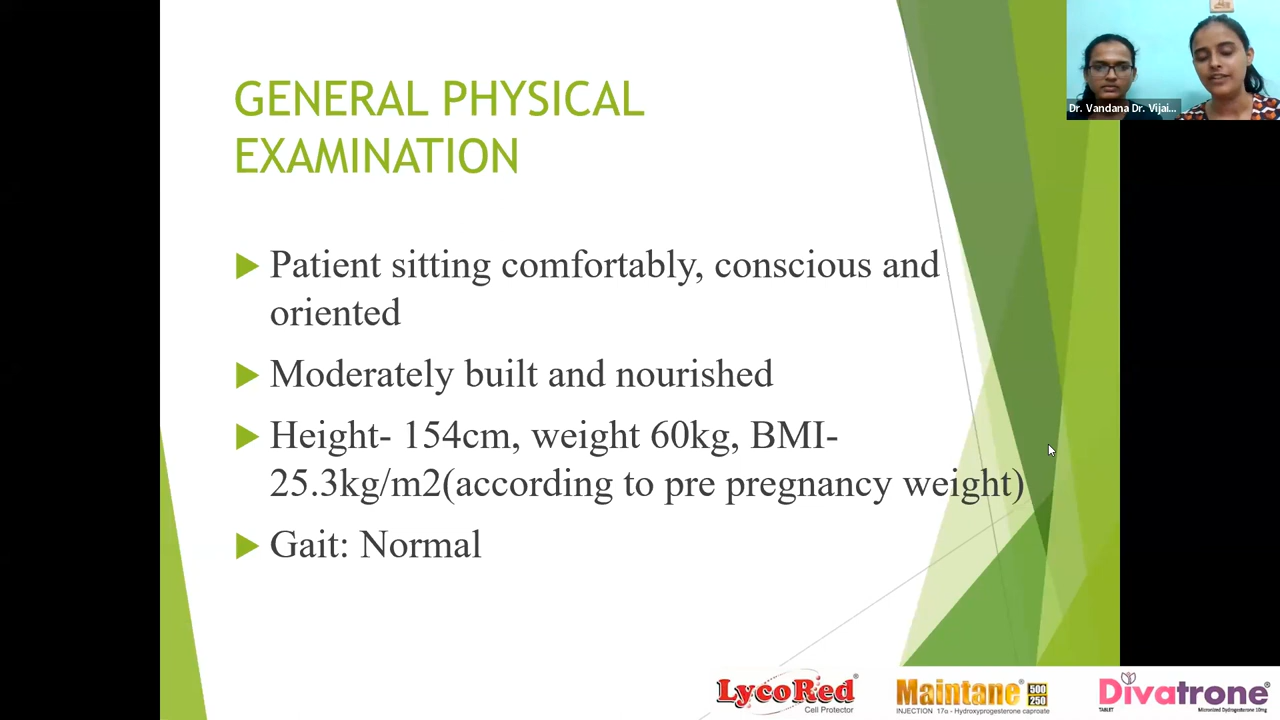 GENERAL PHYSICAL
EXAMINATION
Patient sitting comfortably, conscious and
oriented
Moderately built and nourished
Height- 154cm, weight 60kg, BMI-
25.3kg/m2(according to pre pregnancy weight)
Gait: Normal
Dr. Vandana Dr. Vijai...
LycoRed®
Cell Protector
Maintane® 500 250
INJECTION 17α - Hydroxyprogesterone caproate
Divatrone®
TABLET Micronized Dydrogesterone 10mg